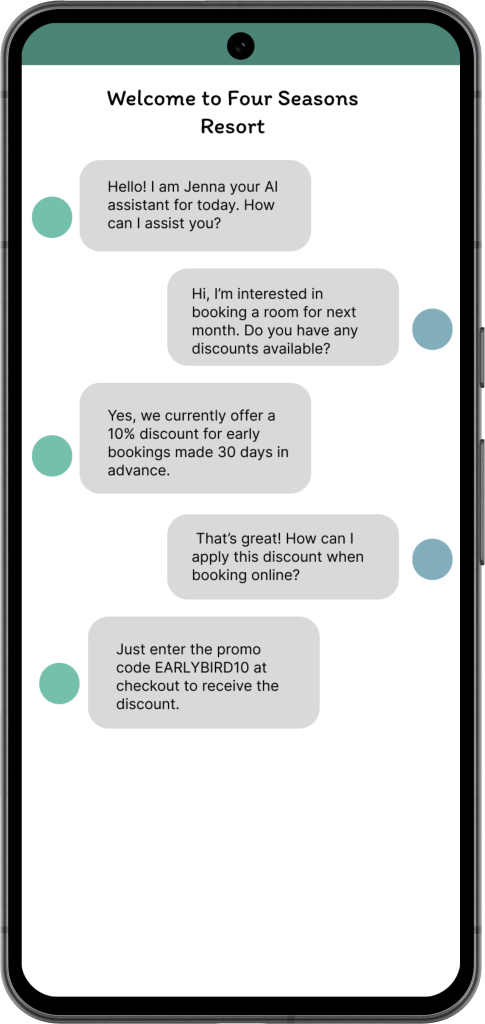 Welcome to Four Seasons
Resort
Hello! I am Jenna your AI
assistant for today. How
can I assist you?
Hi, I’m interested in
booking a room for next
month. Do you have any
discounts available?
Yes, we currently offer a
10% discount for early
bookings made 30 days in
advance.
That’s great! How can I
apply this discount when
booking online?
Just enter the promo
code EARLYBIRD10 at
checkout to receive the
discount.